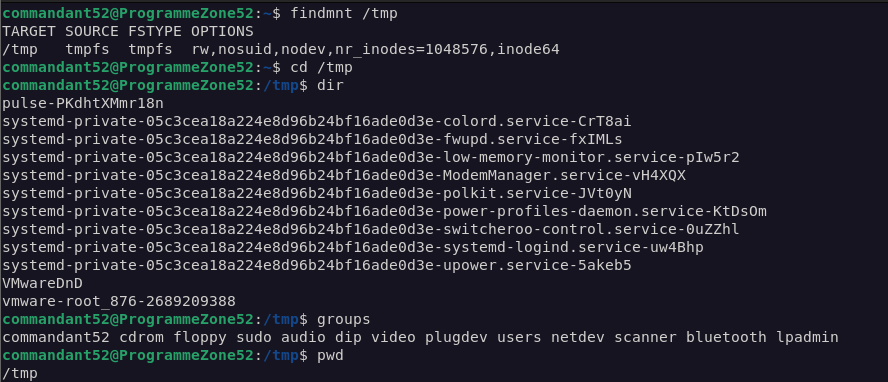 commandant52@ProgrammeZone52:~$ findmnt /tmp
TARGET SOURCE FSTYPE OPTIONS
/tmp   tmpfs  tmpfs  rw,nosuid,nodev,nr_inodes=1048576,inode64
commandant52@ProgrammeZone52:~$ cd /tmp
commandant52@ProgrammeZone52:/tmp$ dir
pulse-PKdhtXMmr18n
systemd-private-05c3cea18a224e8d96b24bf16ade0d3e-colord.service-CrT8ai
systemd-private-05c3cea18a224e8d96b24bf16ade0d3e-fwupd.service-fxIMLs
systemd-private-05c3cea18a224e8d96b24bf16ade0d3e-low-memory-monitor.service-pIw5r2
systemd-private-05c3cea18a224e8d96b24bf16ade0d3e-ModemManager.service-vH4XQX
systemd-private-05c3cea18a224e8d96b24bf16ade0d3e-polkit.service-JVt0yN
systemd-private-05c3cea18a224e8d96b24bf16ade0d3e-power-profiles-daemon.service-KtDsOm
systemd-private-05c3cea18a224e8d96b24bf16ade0d3e-switcheroo-control.service-0uZZhl
systemd-private-05c3cea18a224e8d96b24bf16ade0d3e-systemd-logind.service-uw4Bhp
systemd-private-05c3cea18a224e8d96b24bf16ade0d3e-upower.service-5akeb5
VMwareDnD
vmware-root_876-2689209388
commandant52@ProgrammeZone52:/tmp$ groups
commandant52 cdrom floppy sudo audio dip video plugdev users netdev scanner bluetooth lpadmin
commandant52@ProgrammeZone52:/tmp$ pwd
/tmp